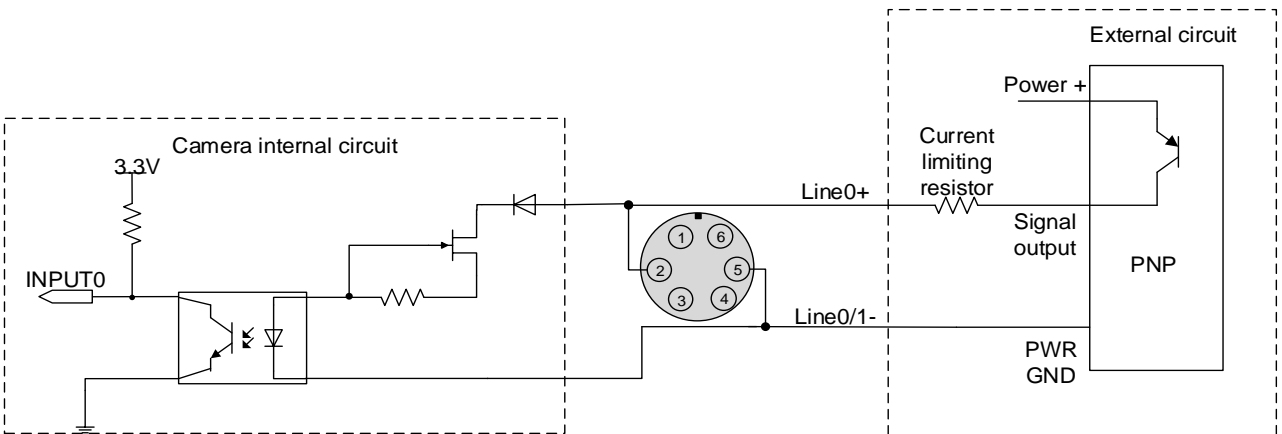 External circuit
Power +
Camera internal circuit
3.3V
Current
limiting
resistor
Line0+
Signal
output
PNP
INPUT0
1
6
2
5
3
4
Line0/1-
PWR
GND